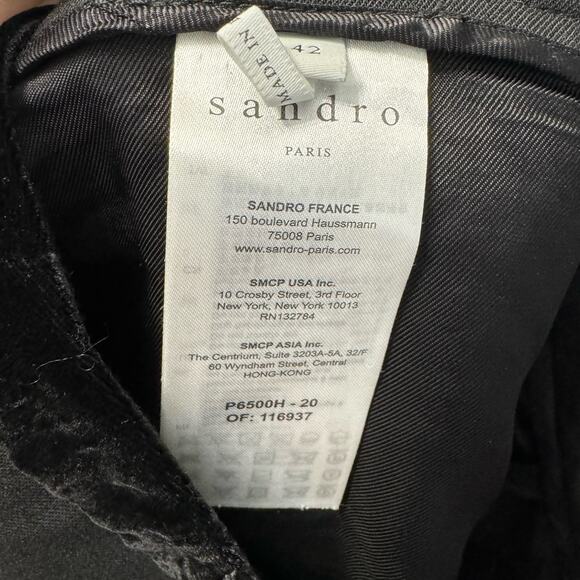 42
MADE IN
sandro
PARIS
SANDRO FRANCE
150 boulevard Haussmann
75008 Paris
www.sandro-paris.com
SMCP USA Inc.
10 Crosby Street, 3rd Floor
New York, New York 10013
RN132784
SMCP ASIA Inc.
The Centrium, Suite 3203A-5A, 32/F
60 Wyndham Street, Central
HONG-KONG
P6500H - 20
OF: 116937